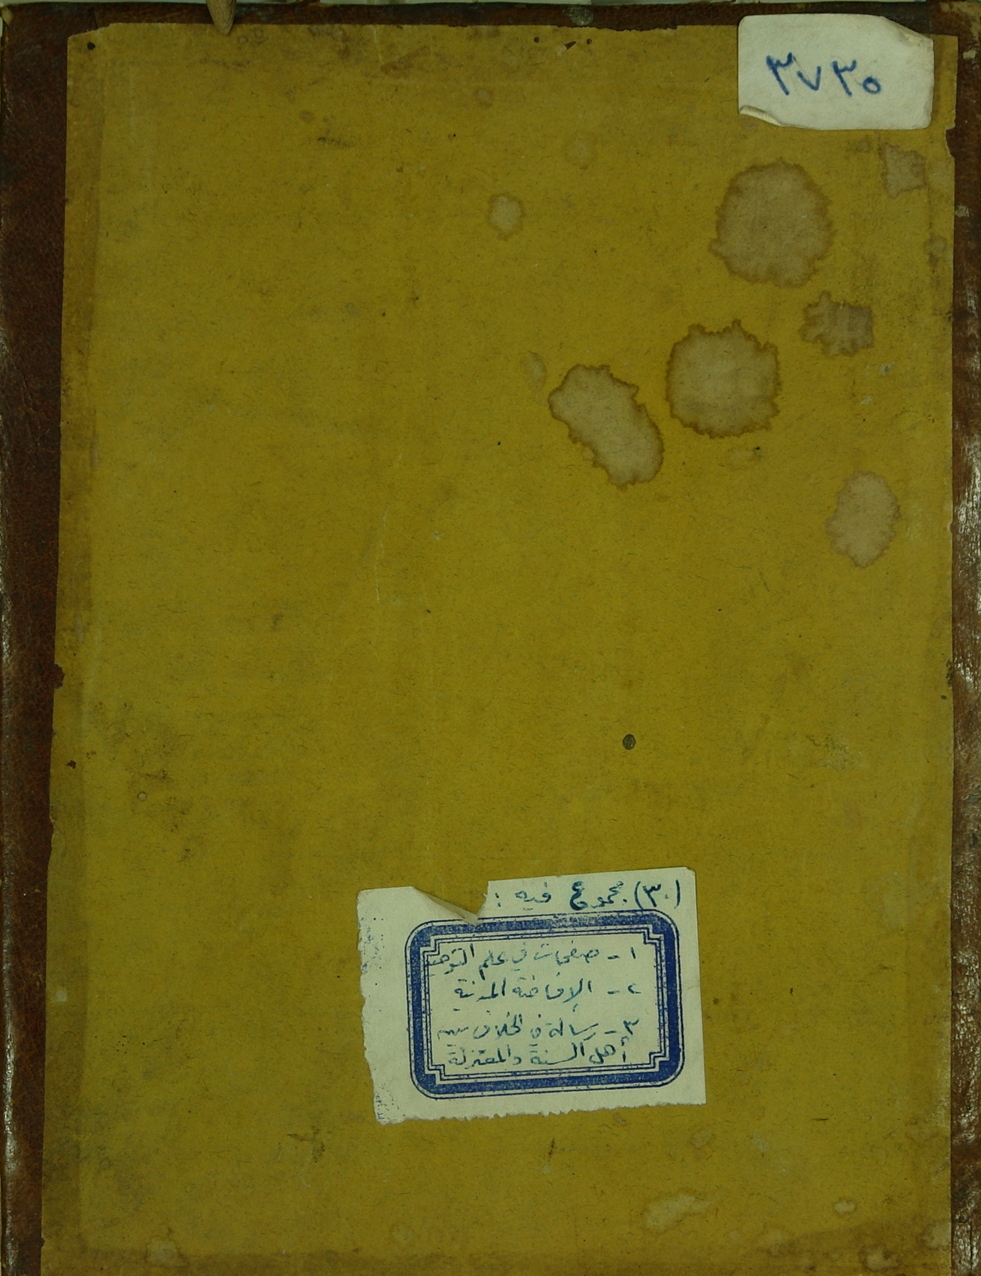 ٣٧٣٠
(٣٠) مجموع فيه :
١ - صفحات في علم التوحيد
٢ - الإفاضة المدنية
٣ - رسالة في الخلاف بين
أهل السنة والمعتزلة